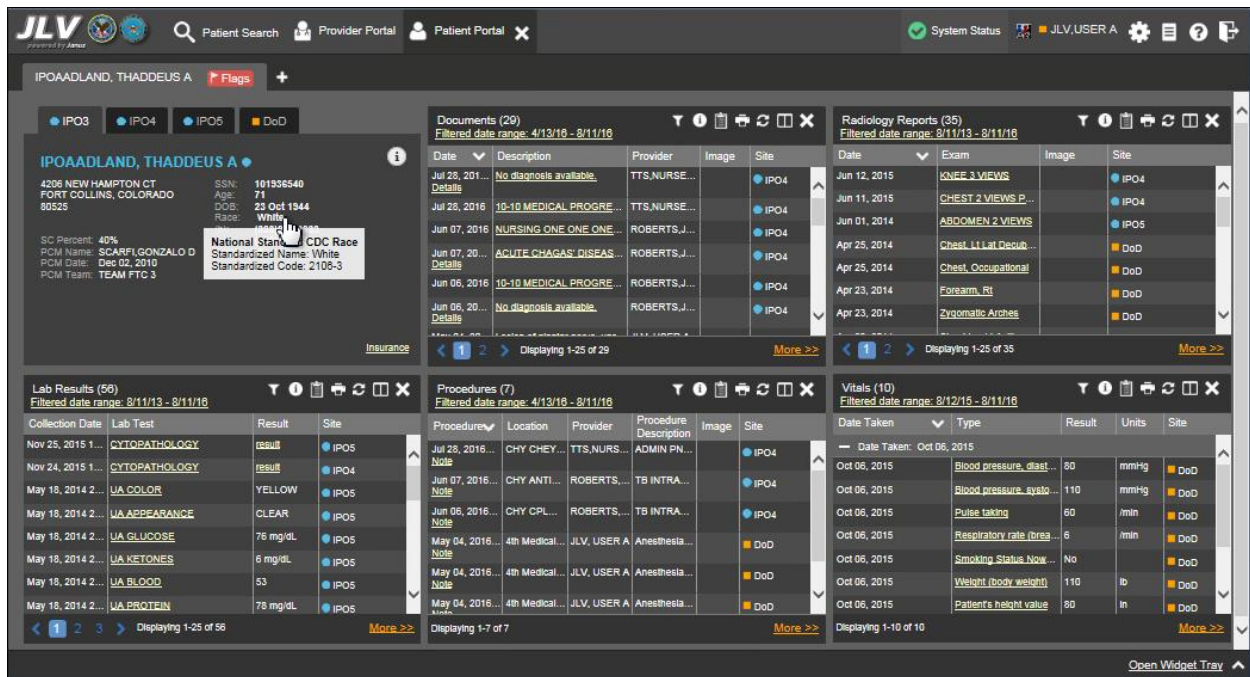 JLV
powered by Janus
Patient Search
Provider Portal
Patient Portal
System Status
JLV,USER A
IPOAADLAND, THADDEUS A
Flags
IPO3
IPO4
IPO5
DoD
IPOAADLAND, THADDEUS A
4206 NEW HAMPTON CT
FORT COLLINS, COLORADO
80525
SSN: 101936540
Age: 71
DOB: 23 Oct 1944
Race: White
SC Percent: 40%
PCM Name: SCARFI,GONZALO D
PCM Date: Dec 02, 2010
PCM Team: TEAM FTC 3
National CDC Race
Standardized Name: White
Standardized Code: 2106-3
Insurance
Documents (29)
Filtered date range: 4/13/16 - 8/11/16
Date Description Provider Image Site
Jul 28, 201... No diagnosis available. TTS,NURSE... IPO4
Details
Jul 28, 2016 10-10 MEDICAL PROGRE... TTS,NURSE... IPO4
Jun 07, 2016 NURSING ONE ONE ONE... ROBERTS,J... IPO4
Jun 07, 20... ACUTE CHAGAS' DISEAS... ROBERTS,J... IPO4
Details
Jun 06, 2016 10-10 MEDICAL PROGRE... ROBERTS,J... IPO4
Jun 06, 20... No diagnosis available. ROBERTS,J... IPO4
Details
1 2 Displaying 1-25 of 29 More >>
Radiology Reports (35)
Filtered date range: 8/11/13 - 8/11/16
Date Exam Image Site
Jun 12, 2015 KNEE 3 VIEWS IPO4
Jun 11, 2015 CHEST 2 VIEWS P... IPO4
Jun 01, 2014 ABDOMEN 2 VIEWS IPO5
Apr 25, 2014 Chest, Lt Lat Decub... DoD
Apr 25, 2014 Chest, Occupational DoD
Apr 23, 2014 Forearm, Rt DoD
Apr 23, 2014 Zygomatic Arches DoD
1 2 Displaying 1-25 of 35 More >>
Lab Results (56)
Filtered date range: 8/11/13 - 8/11/16
Collection Date Lab Test Result Site
Nov 25, 2015 1... CYTOPATHOLOGY result IPO5
Nov 24, 2015 1... CYTOPATHOLOGY result IPO4
May 18, 2014 2... UA COLOR YELLOW IPO5
May 18, 2014 2... UA APPEARANCE CLEAR IPO5
May 18, 2014 2... UA GLUCOSE 76 mg/dL IPO5
May 18, 2014 2... UA KETONES 6 mg/dL IPO5
May 18, 2014 2... UA BLOOD 53 IPO5
May 18, 2014 2... UA PROTEIN 78 mg/dL IPO5
1 2 3 Displaying 1-25 of 56 More >>
Procedures (7)
Filtered date range: 4/13/16 - 8/11/16
Procedure Location Provider Procedure Description Image Site
Jul 28, 2016... CHY CHEY... TTS,NURS... ADMIN PN... IPO4
Note
Jun 07, 2016... CHY ANTI... ROBERTS,... TB INTRA... IPO4
Note
Jun 06, 2016... CHY CPL... ROBERTS,... TB INTRA... IPO4
Note
May 04, 2016... 4th Medical... JLV, USER A Anesthesia... DoD
Note
May 04, 2016... 4th Medical... JLV, USER A Anesthesia... DoD
Note
May 04, 2016... 4th Medical... JLV, USER A Anesthesia... DoD
Displaying 1-7 of 7 More >>
Vitals (10)
Filtered date range: 8/12/15 - 8/11/16
Date Taken Type Result Units Site
Date Taken: Oct 06, 2015
Oct 06, 2015 Blood pressure, diast... 80 mmHg DoD
Oct 06, 2015 Blood pressure, systo... 110 mmHg DoD
Oct 06, 2015 Pulse taking 60 /min DoD
Oct 06, 2015 Respiratory rate (brea... 6 /min DoD
Oct 06, 2015 Smoking Status Now... No DoD
Oct 06, 2015 Weight (body weight) 110 lb DoD
Oct 06, 2015 Patient's height value 80 in DoD
Displaying 1-10 of 10 More >>
Open Widget Tray